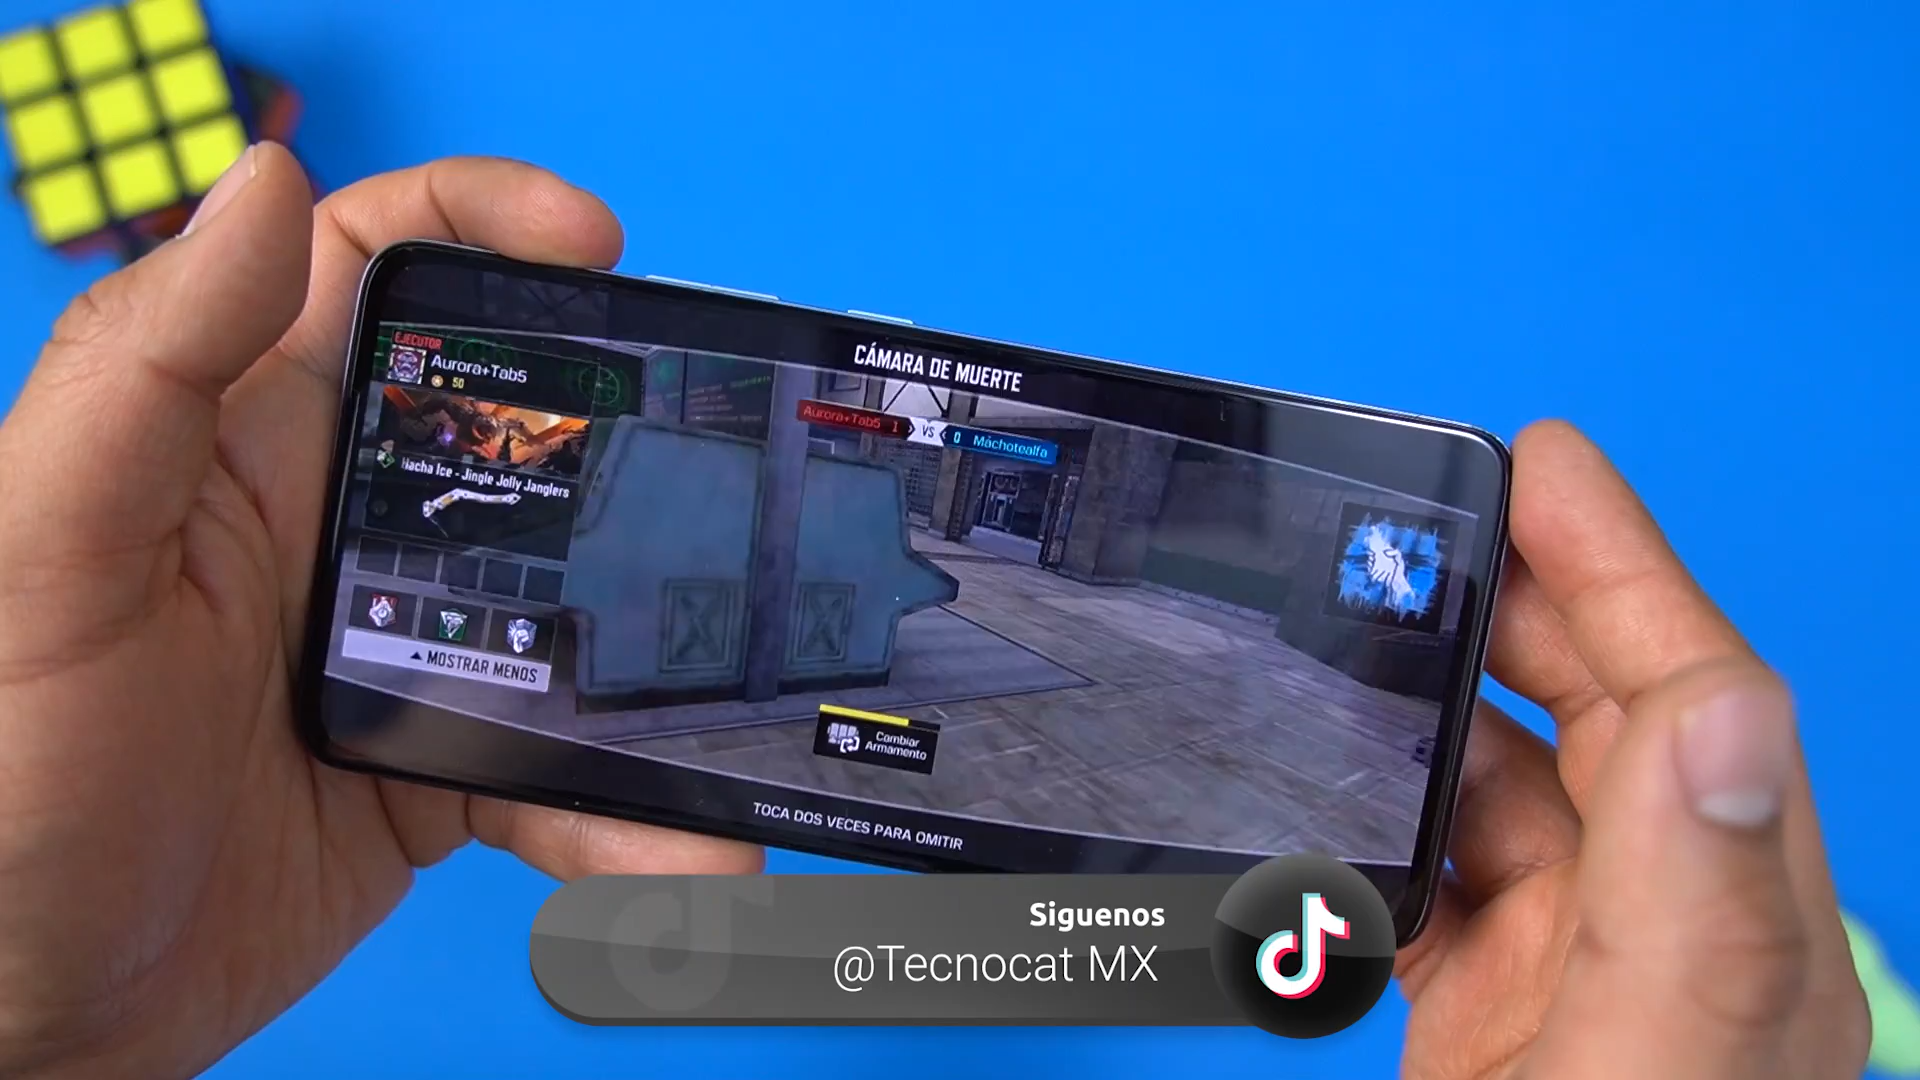 CÁMARA DE MUERTE
EJECUTOR
Aurora+Tab5
50
Aurora+Tab5 1 VS 0 Máchotealfa
Hacha Ice - Jingle Jolly Janglers
MOSTRAR MENOS
Cambiar
Armamento
TOCA DOS VECES PARA OMITIR
Siguenos
@Tecnocat MX